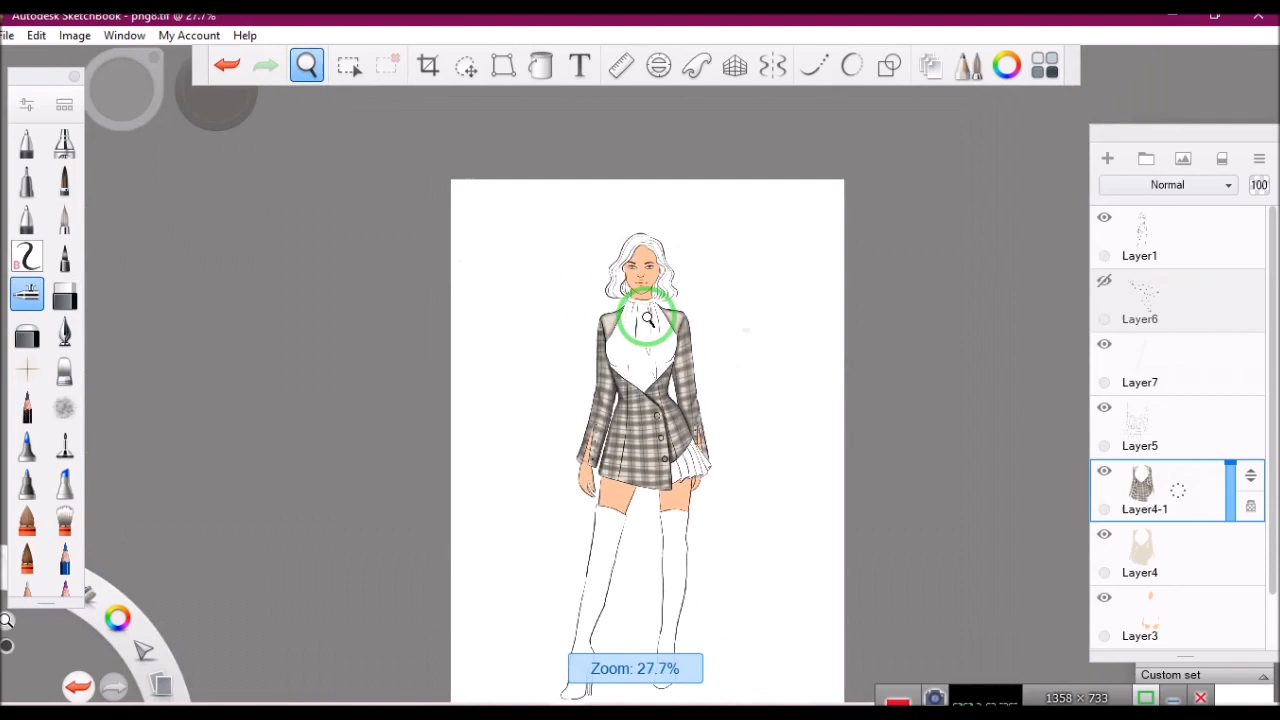 Autodesk SketchBook - png8.tif @ 27.7%
File Edit Image Window My Account Help
T
Normal
100
Layer1
Layer6
Layer7
Layer5
Layer4-1
Layer4
Layer3
B
Zoom: 27.7%
Custom set
1358 × 733